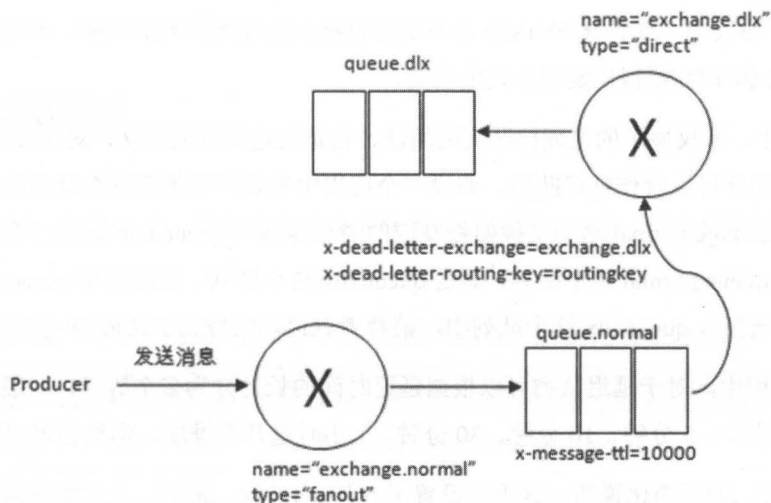 name="exchange.dlx"
type="direct"
queue.dlx
X
x-dead-letter-exchange=exchange.dlx
x-dead-letter-routing-key=routingkey
queue.normal
发送消息
Producer
X
x-message-ttl=10000
name="exchange.normal"
type="fanout"